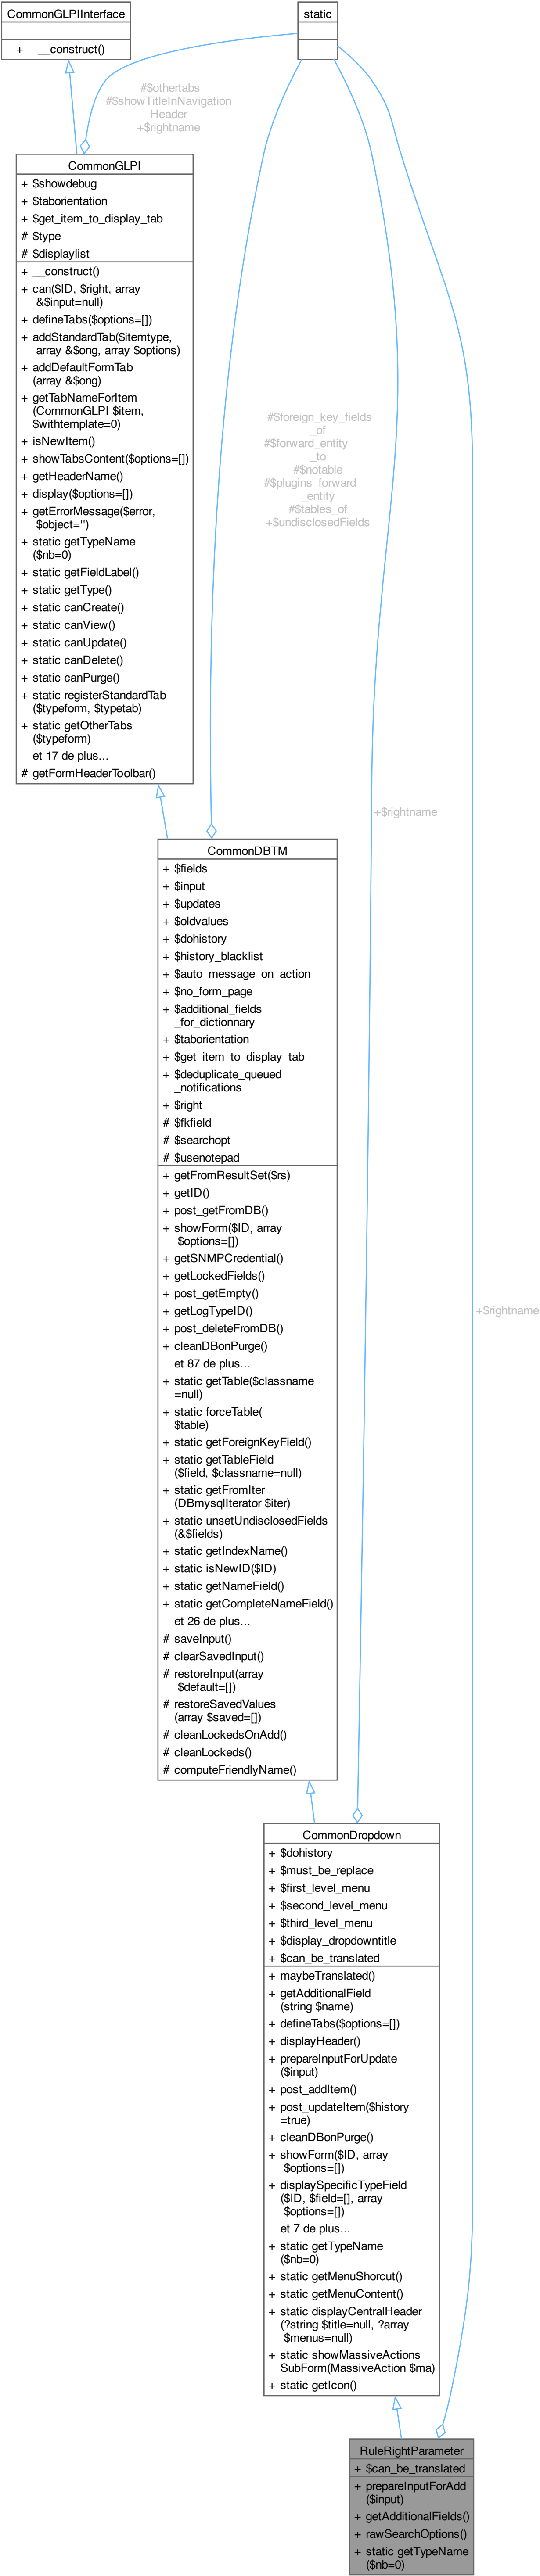 CommonGLPIInterface
+ __construct()
static
#$othertabs
#$showTitleInNavigation
Header
+$rightname
CommonGLPI
+ $showdebug
+ $taborientation
+ $get_item_to_display_tab
# $type
# $displaylist
+ __construct()
+ can($ID, $right, array
&$input=null)
+ defineTabs($options=[])
+ addStandardTab($itemtype,
array &$ong, array $options)
+ addDefaultFormTab
(array &$ong)
+ getTabNameForItem
(CommonGLPI $item,
$withtemplate=0)
+ isNewItem()
+ showTabsContent($options=[])
+ getHeaderName()
+ display($options=[])
+ getErrorMessage($error,
$object='')
+ static getTypeName
($nb=0)
+ static getFieldLabel()
+ static getType()
+ static canCreate()
+ static canView()
+ static canUpdate()
+ static canDelete()
+ static canPurge()
+ static registerStandardTab
($typeform, $typetab)
+ static getOtherTabs
($typeform)
et 17 de plus...
# getFormHeaderToolbar()
#$foreign_key_fields
_of
#$forward_entity
_to
#$notable
#$plugins_forward
_entity
#$tables_of
+$undisclosedFields
+$rightname
CommonDBTM
+ $fields
+ $input
+ $updates
+ $oldvalues
+ $dohistory
+ $history_blacklist
+ $auto_message_on_action
+ $no_form_page
+ $additional_fields
_for_dictionnary
+ $taborientation
+ $get_item_to_display_tab
+ $deduplicate_queued
_notifications
+ $right
# $fkfield
# $searchopt
# $usenotepad
+ getFromResultSet($rs)
+ getID()
+ post_getFromDB()
+ showForm($ID, array
$options=[])
+ getSNMPCredential()
+ getLockedFields()
+ post_getEmpty()
+ getLogTypeID()
+ post_deleteFromDB()
+ cleanDBonPurge()
et 87 de plus...
+ static getTable($classname
=null)
+ static forceTable(
$table)
+ static getForeignKeyField()
+ static getTableField
($field, $classname=null)
+ static getFromIter
(DBmysqlIterator $iter)
+ static unsetUndisclosedFields
(&$fields)
+ static getIndexName()
+ static isNewID($ID)
+ static getNameField()
+ static getCompleteNameField()
et 26 de plus...
# saveInput()
# clearSavedInput()
# restoreInput(array
$default=[])
# restoreSavedValues
(array $saved=[])
# cleanLockedsOnAdd()
# cleanLockeds()
# computeFriendlyName()
+$rightname
CommonDropdown
+ $dohistory
+ $must_be_replace
+ $first_level_menu
+ $second_level_menu
+ $third_level_menu
+ $display_dropdowntitle
+ $can_be_translated
+ maybeTranslated()
+ getAdditionalField
(string $name)
+ defineTabs($options=[])
+ displayHeader()
+ prepareInputForUpdate
($input)
+ post_addItem()
+ post_updateItem($history
=true)
+ cleanDBonPurge()
+ showForm($ID, array
$options=[])
+ displaySpecificTypeField
($ID, $field=[], array
$options=[])
et 7 de plus...
+ static getTypeName
($nb=0)
+ static getMenuShorcut()
+ static getMenuContent()
+ static displayCentralHeader
(?string $title=null, ?array
$menus=null)
+ static showMassiveActions
SubForm(MassiveAction $ma)
+ static getIcon()
RuleRightParameter
+ $can_be_translated
+ prepareInputForAdd
($input)
+ getAdditionalFields()
+ rawSearchOptions()
+ static getTypeName
($nb=0)